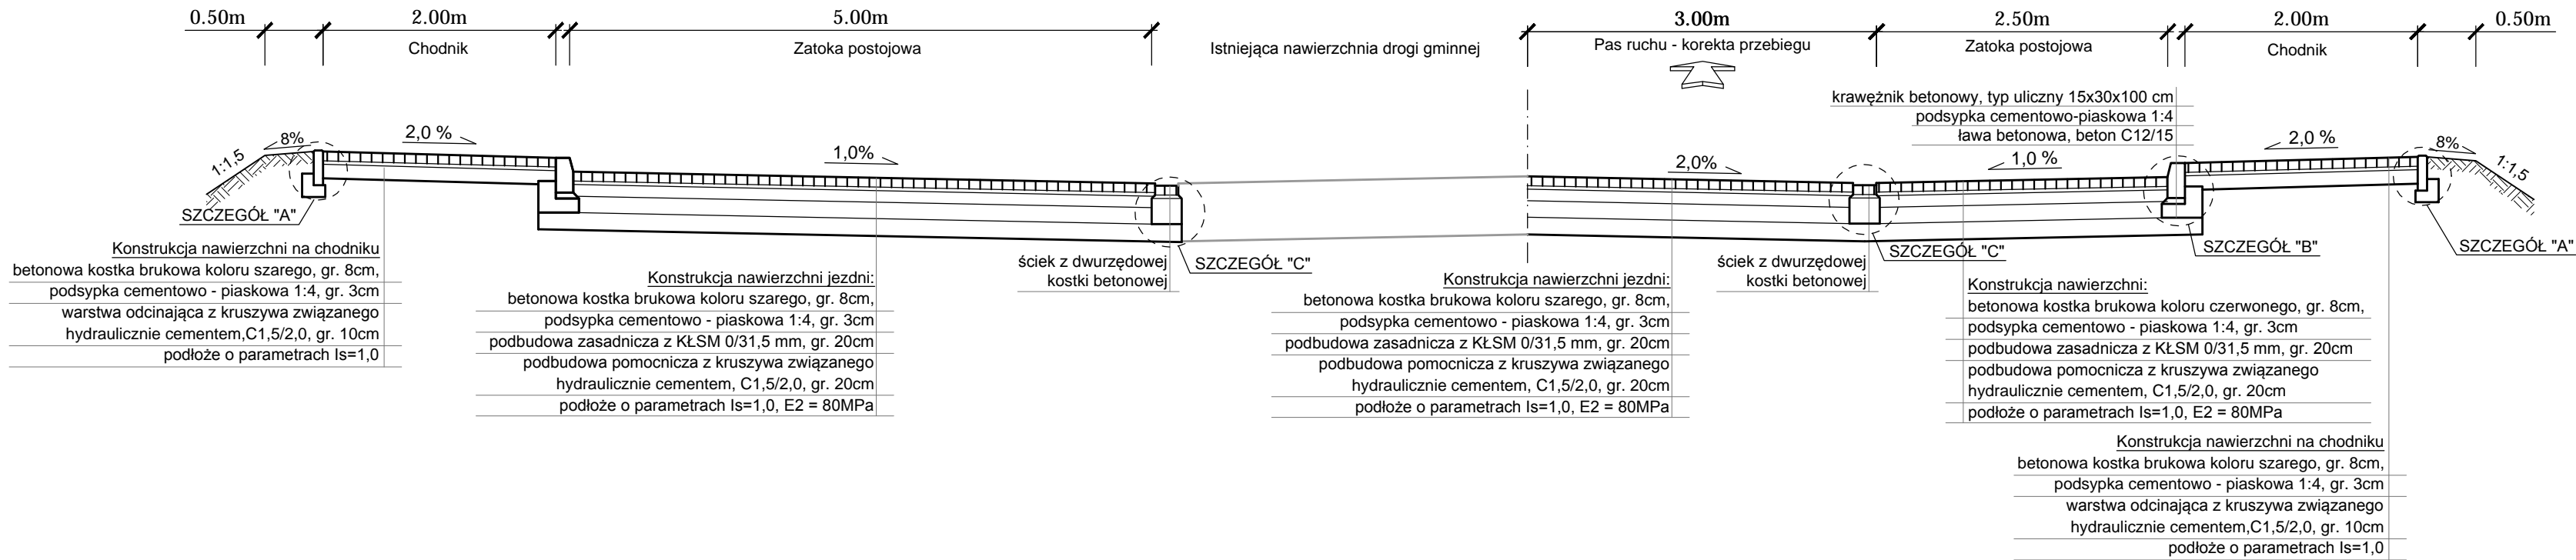 0.50m
2.00m
5.00m
3.00m
2.50m
2.00m
0.50m
Chodnik
Zatoka postojowa
Istniejąca nawierzchnia drogi gminnej
Pas ruchu - korekta przebiegu
Zatoka postojowa
Chodnik
krawężnik betonowy, typ uliczny 15x30x100 cm
podsypka cementowo-piaskowa 1:4
ława betonowa, beton C12/15
1:1,5
8%
2,0 %
1,0%
2,0%
1,0 %
2,0 %
8%
1:1,5
SZCZEGÓŁ "A"
Konstrukcja nawierzchni na chodniku
betonowa kostka brukowa koloru szarego, gr. 8cm,
podsypka cementowo - piaskowa 1:4, gr. 3cm
warstwa odcinająca z kruszywa związanego
hydraulicznie cementem,C1,5/2,0, gr. 10cm
podłoże o parametrach Is=1,0
Konstrukcja nawierzchni jezdni:
betonowa kostka brukowa koloru szarego, gr. 8cm,
podsypka cementowo - piaskowa 1:4, gr. 3cm
podbudowa zasadnicza z KŁSM 0/31,5 mm, gr. 20cm
podbudowa pomocnicza z kruszywa związanego
hydraulicznie cementem, C1,5/2,0, gr. 20cm
podłoże o parametrach Is=1,0, E2 = 80MPa
ściek z dwurzędowej
kostki betonowej
SZCZEGÓŁ "C"
Konstrukcja nawierzchni jezdni:
betonowa kostka brukowa koloru szarego, gr. 8cm,
podsypka cementowo - piaskowa 1:4, gr. 3cm
podbudowa zasadnicza z KŁSM 0/31,5 mm, gr. 20cm
podbudowa pomocnicza z kruszywa związanego
hydraulicznie cementem, C1,5/2,0, gr. 20cm
podłoże o parametrach Is=1,0, E2 = 80MPa
ściek z dwurzędowej
kostki betonowej
SZCZEGÓŁ "C"
SZCZEGÓŁ "B"
SZCZEGÓŁ "A"
Konstrukcja nawierzchni:
betonowa kostka brukowa koloru czerwonego, gr. 8cm,
podsypka cementowo - piaskowa 1:4, gr. 3cm
podbudowa zasadnicza z KŁSM 0/31,5 mm, gr. 20cm
podbudowa pomocnicza z kruszywa związanego
hydraulicznie cementem, C1,5/2,0, gr. 20cm
podłoże o parametrach Is=1,0, E2 = 80MPa
Konstrukcja nawierzchni na chodniku
betonowa kostka brukowa koloru szarego, gr. 8cm,
podsypka cementowo - piaskowa 1:4, gr. 3cm
warstwa odcinająca z kruszywa związanego
hydraulicznie cementem,C1,5/2,0, gr. 10cm
podłoże o parametrach Is=1,0